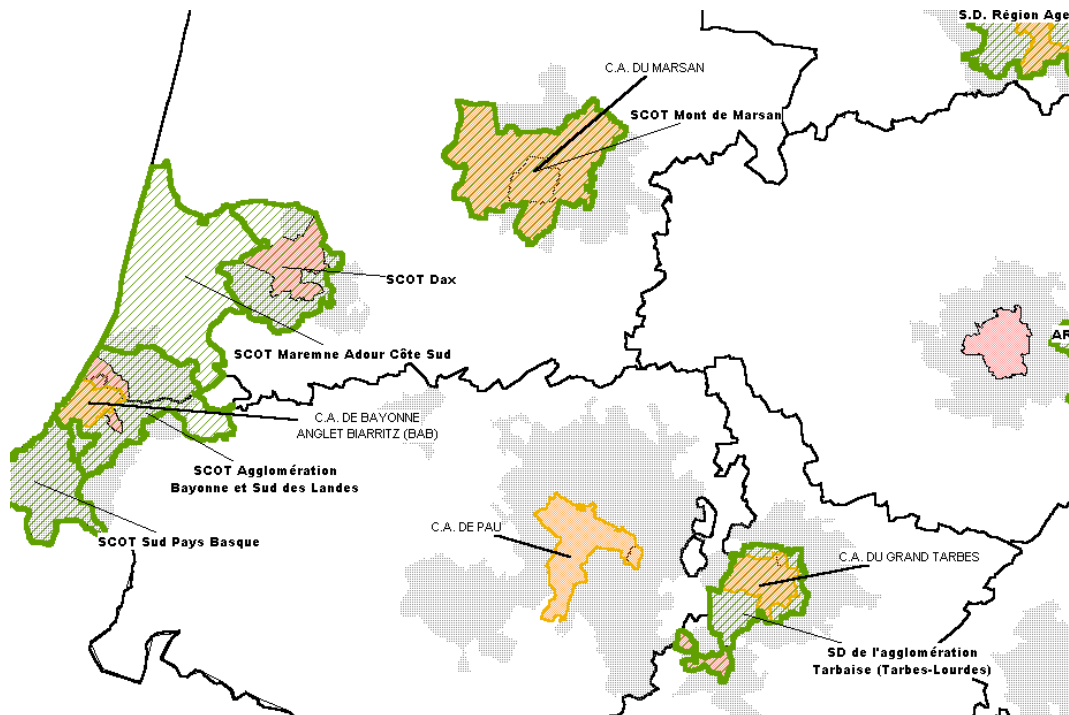 S.D. Région Age
C.A. DU MARSAN
SCOT Mont de Marsan
SCOT Dax
AR
SCOT Maremne Adour Côte Sud
C.A. DE BAYONNE
ANGLET BIARRITZ (BAB)
SCOT Agglomération
Bayonne et Sud des Landes
C.A. DE PAU
SCOT Sud Pays Basque
C.A. DU GRAND TARBES
SD de l'agglomération
Tarbaise (Tarbes-Lourdes)